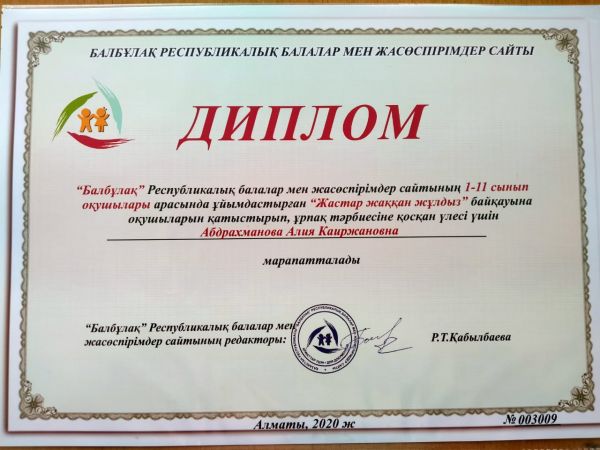 БАЛБҰЛАҚ РЕСПУБЛИКАЛЫҚ БАЛАЛАР МЕН ЖАСӨСПІРІМДЕР САЙТЫ
ДИПЛОМ
“Балбұлақ” Республикалық балалар мен жасөспірімдер сайтының 1-11 сынып
оқушылары арасында ұйымдастырған “Жастар жаққан жұлдыз” байқауына
оқушыларын қатыстырып, ұрпақ тәрбиесіне қосқан үлесі үшін
Абдрахманова Алия Каиржановна
марапатталады
“Балбұлақ” Республикалық балалар мен
жасөспірімдер сайтының редакторы:
Р.Т.Қабылбаева
Алматы, 2020 ж
№ 003009